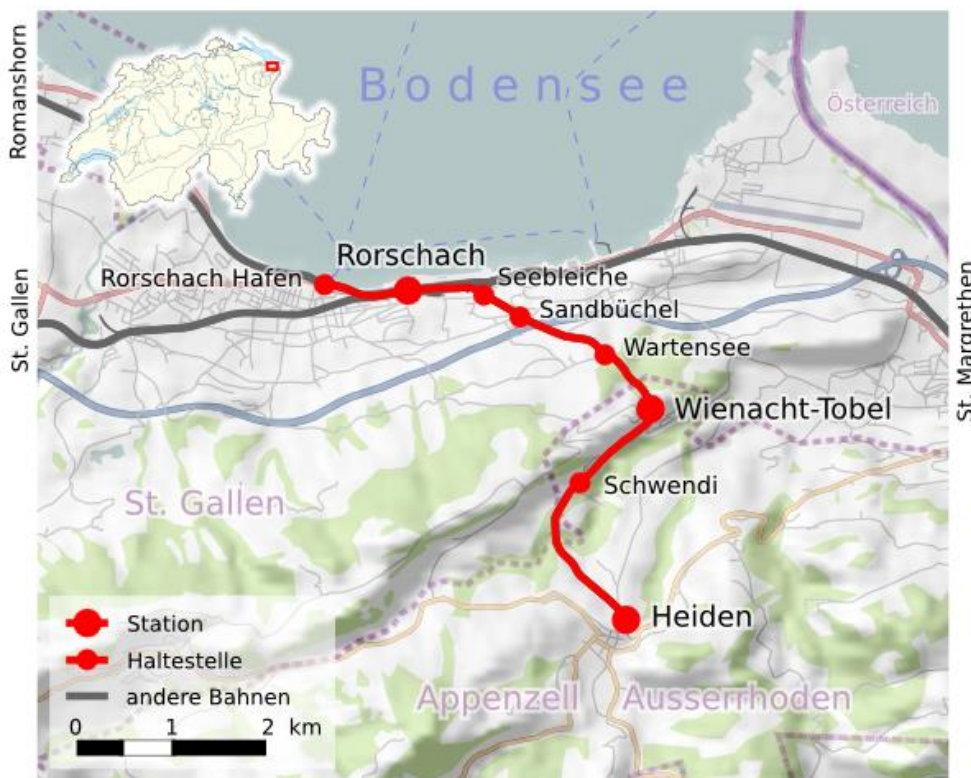 Romanshorn
Bodensee
Österreich
St. Gallen
Rorschach
Rorschach Hafen
Seebleiche
Sandbüchel
Wartensee
St. Margrethen
Wienacht-Tobel
Schwendi
St. Gallen
Heiden
Appenzell Ausserrhoden
Station
Haltestelle
andere Bahnen
0 1 2 km